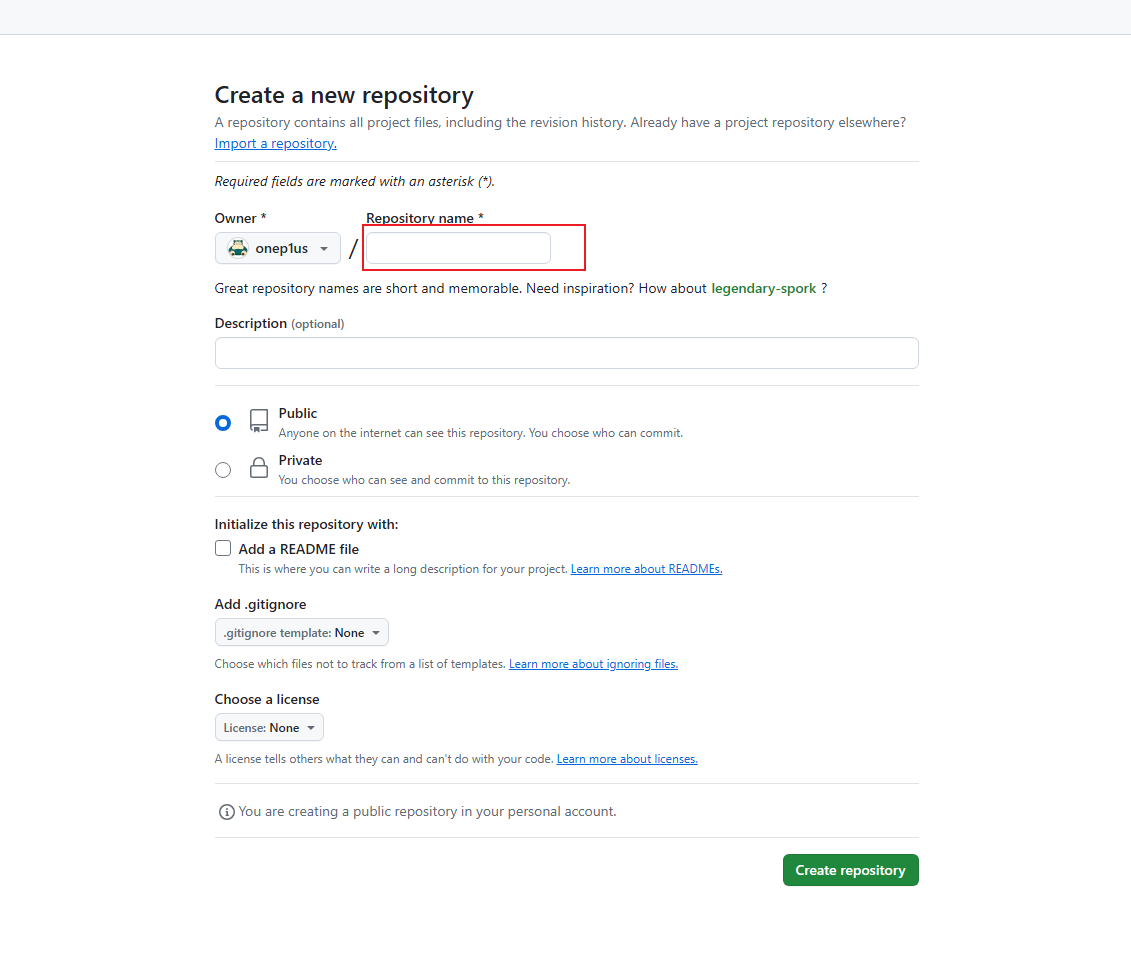 Create a new repository
A repository contains all project files, including the revision history. Already have a project repository elsewhere?
Import a repository.
Required fields are marked with an asterisk (*).
Owner * Repository name *
onep1us /
Great repository names are short and memorable. Need inspiration? How about legendary-spork ?
Description (optional)
Public
Anyone on the internet can see this repository. You choose who can commit.
Private
You choose who can see and commit to this repository.
Initialize this repository with:
Add a README file
This is where you can write a long description for your project. Learn more about READMEs.
Add .gitignore
.gitignore template: None
Choose which files not to track from a list of templates. Learn more about ignoring files.
Choose a license
License: None
A license tells others what they can and can't do with your code. Learn more about licenses.
You are creating a public repository in your personal account.
Create repository